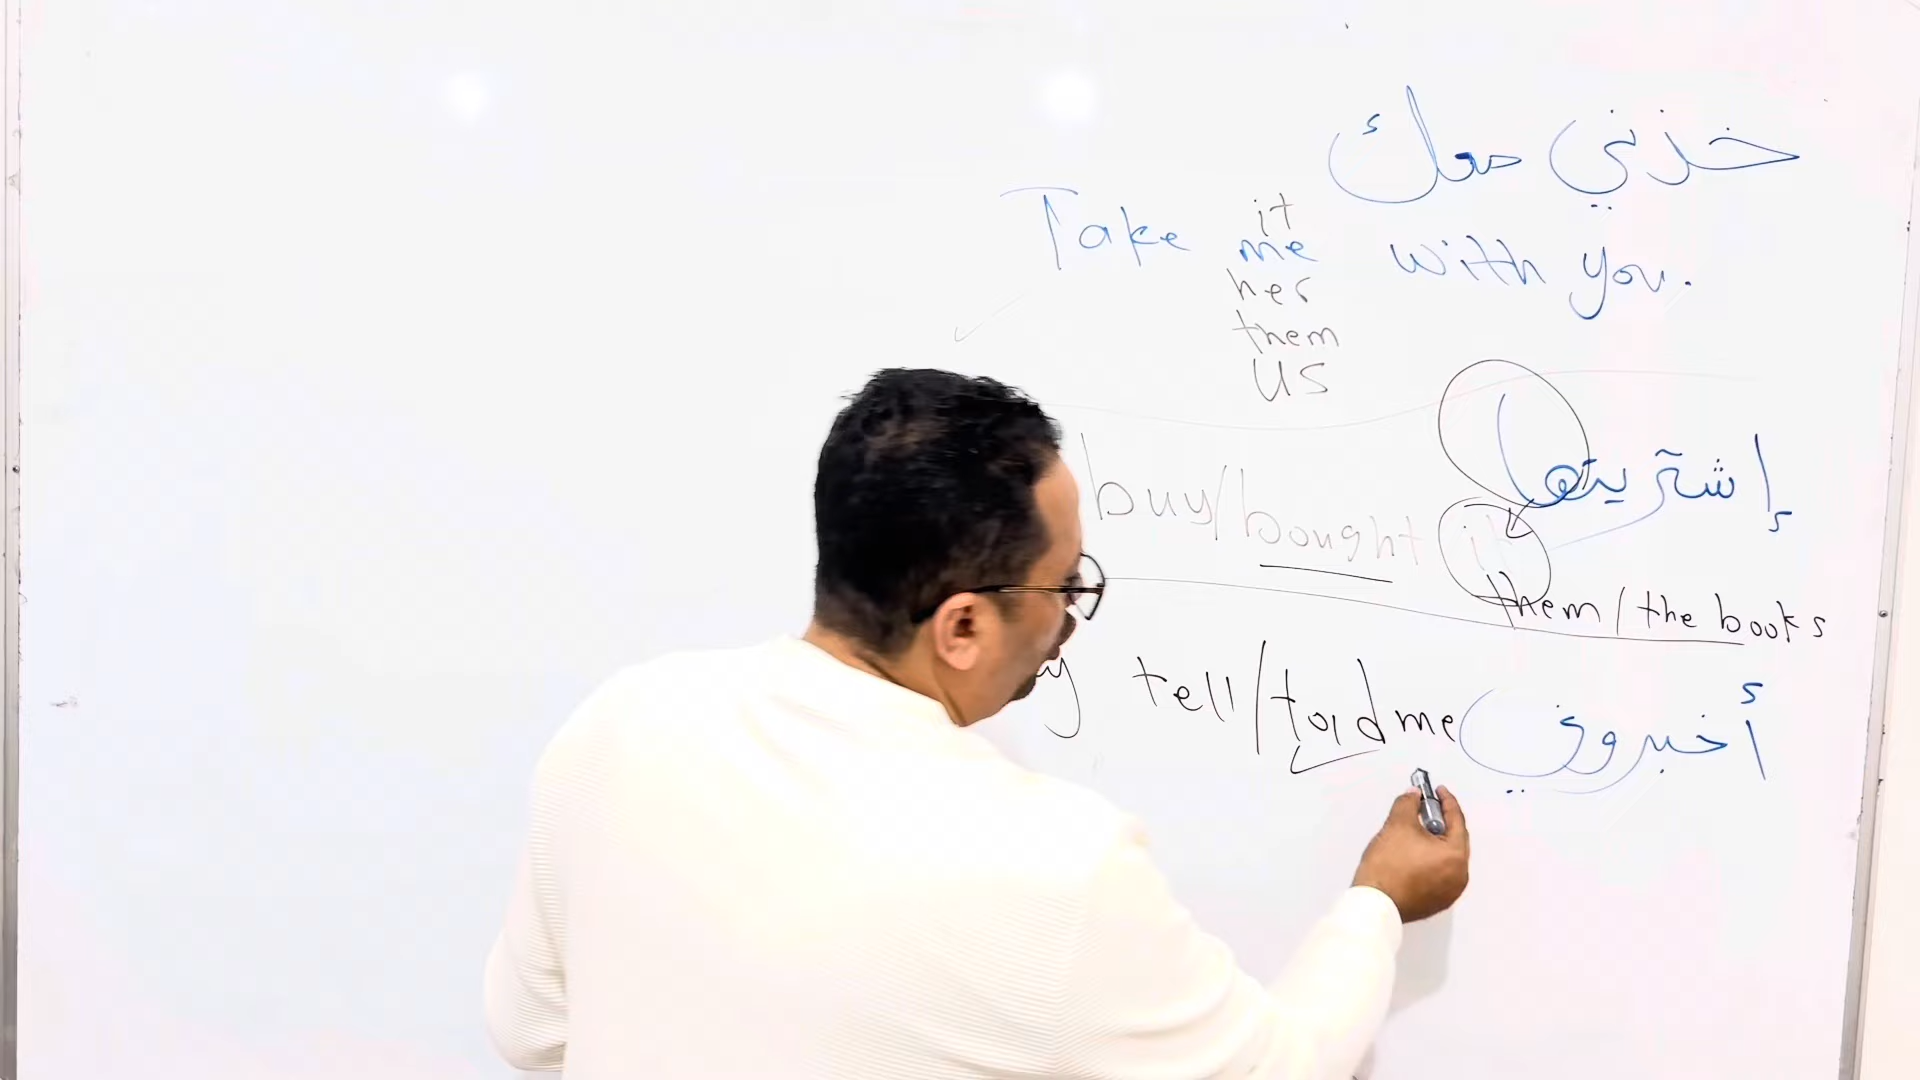 خذني معك
it
Take me with you.
her
them
us
إشتريتها
buy/bought it
them/the books
tell/told me أخبروني